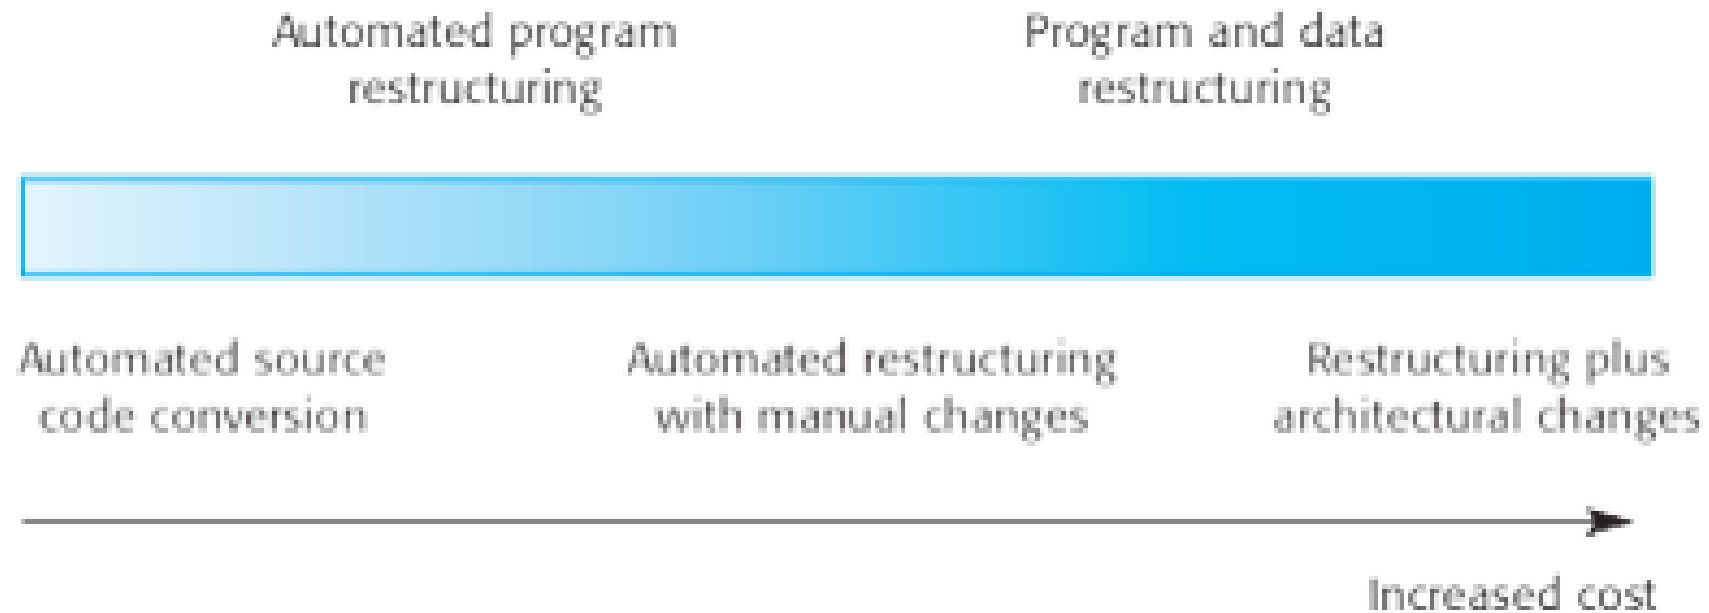 Automated program
restructuring
Program and data
restructuring
Automated source
code conversion
Automated restructuring
with manual changes
Restructuring plus
architectural changes
Increased cost